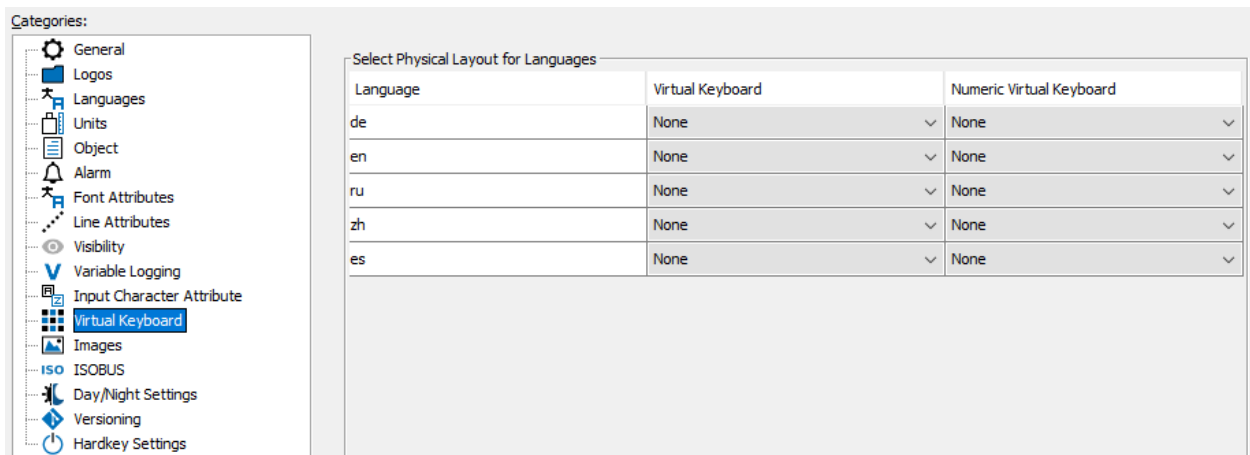 Categories:
General
Logos
Languages
Units
Object
Alarm
Font Attributes
Line Attributes
Visibility
Variable Logging
Input Character Attribute
Virtual Keyboard
Images
ISO ISOBUS
Day/Night Settings
Versioning
Hardkey Settings
Select Physical Layout for Languages
Language Virtual Keyboard Numeric Virtual Keyboard
de None None
en None None
ru None None
zh None None
es None None